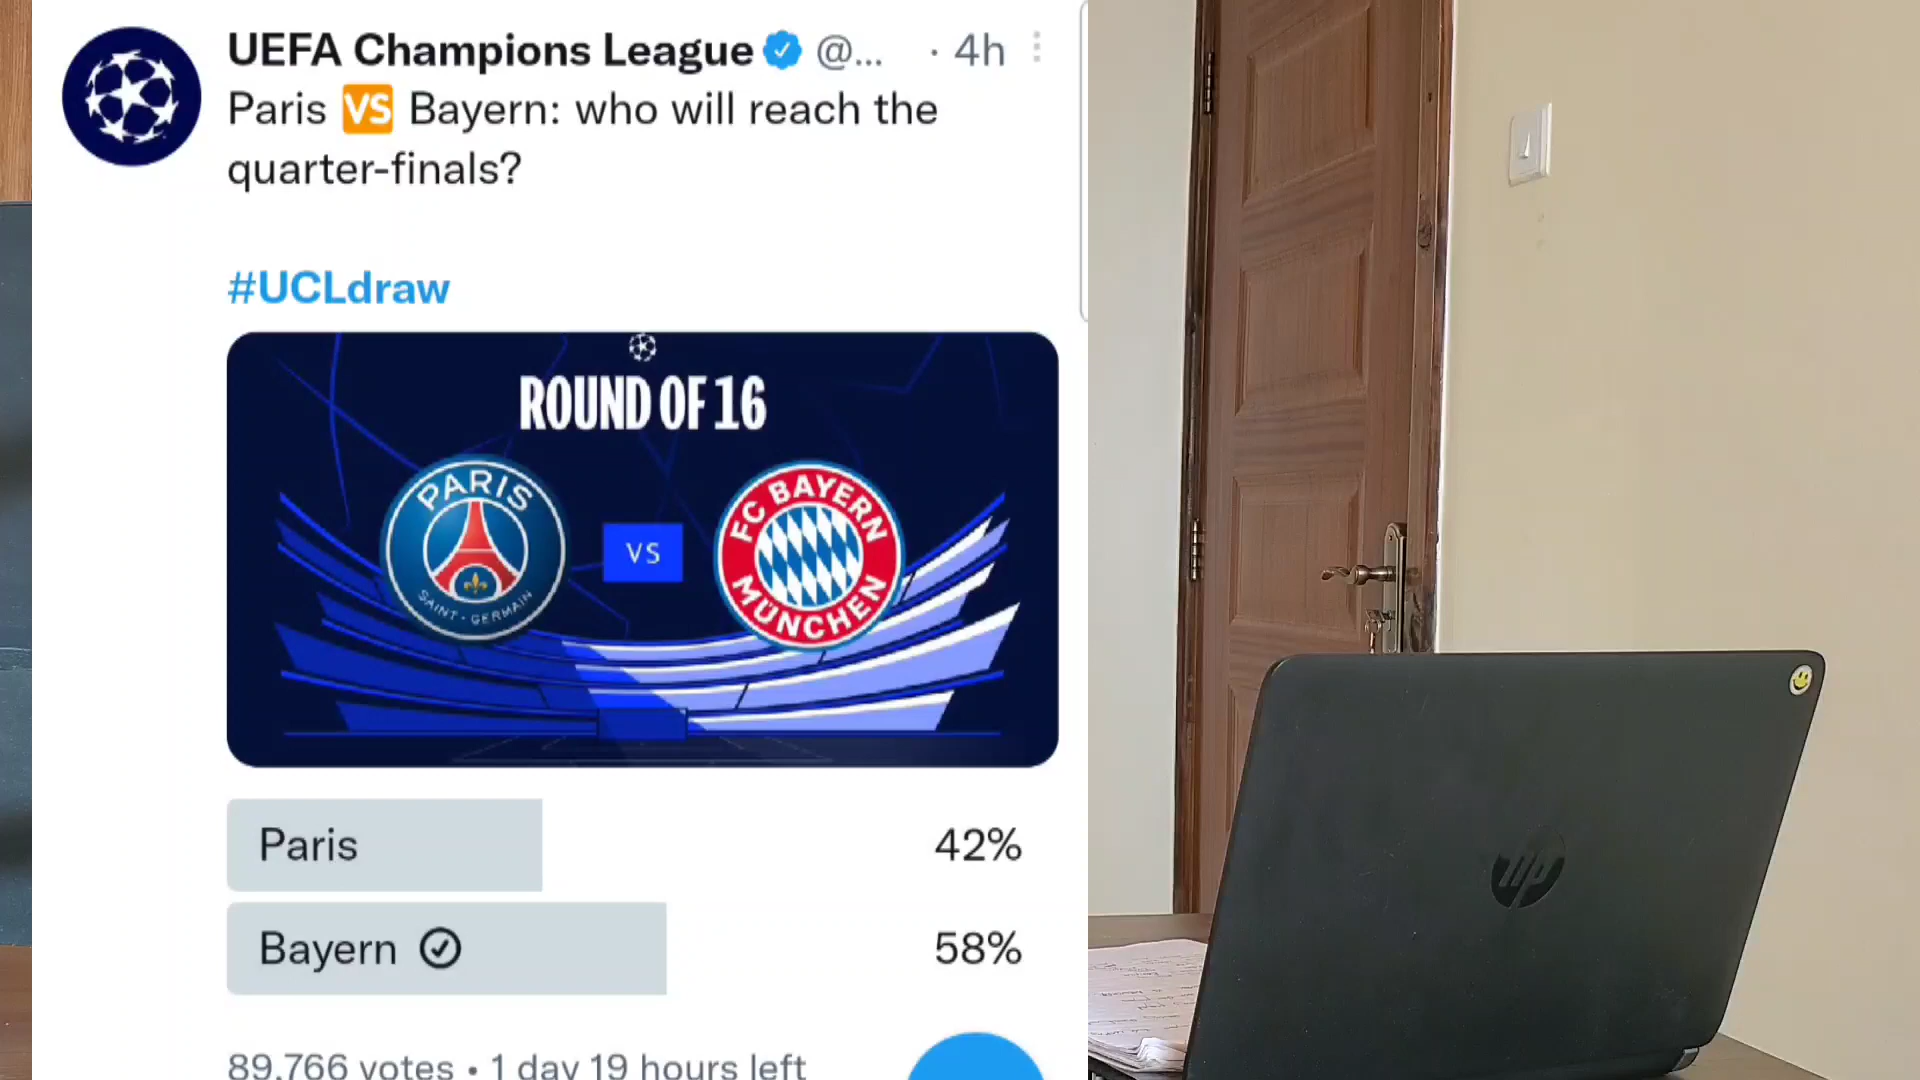 UEFA Champions League @... · 4h
Paris VS Bayern: who will reach the
quarter-finals?
#UCLdraw
ROUND OF 16
PARIS
SAINT-GERMAIN
VS
FC BAYERN
MÜNCHEN
Paris 42%
Bayern 58%
89,766 votes • 1 day 19 hours left
hp